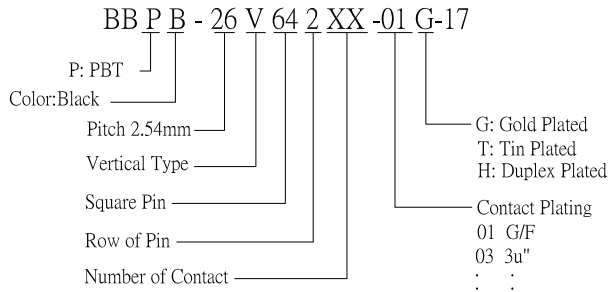 BBPB-26V642XX-01G-17
P: PBT
Color:Black
Pitch 2.54mm
Vertical Type
Square Pin
Row of Pin
Number of Contact
G: Gold Plated
T: Tin Plated
H: Duplex Plated
Contact Plating
01 G/F
03 3u"
: :